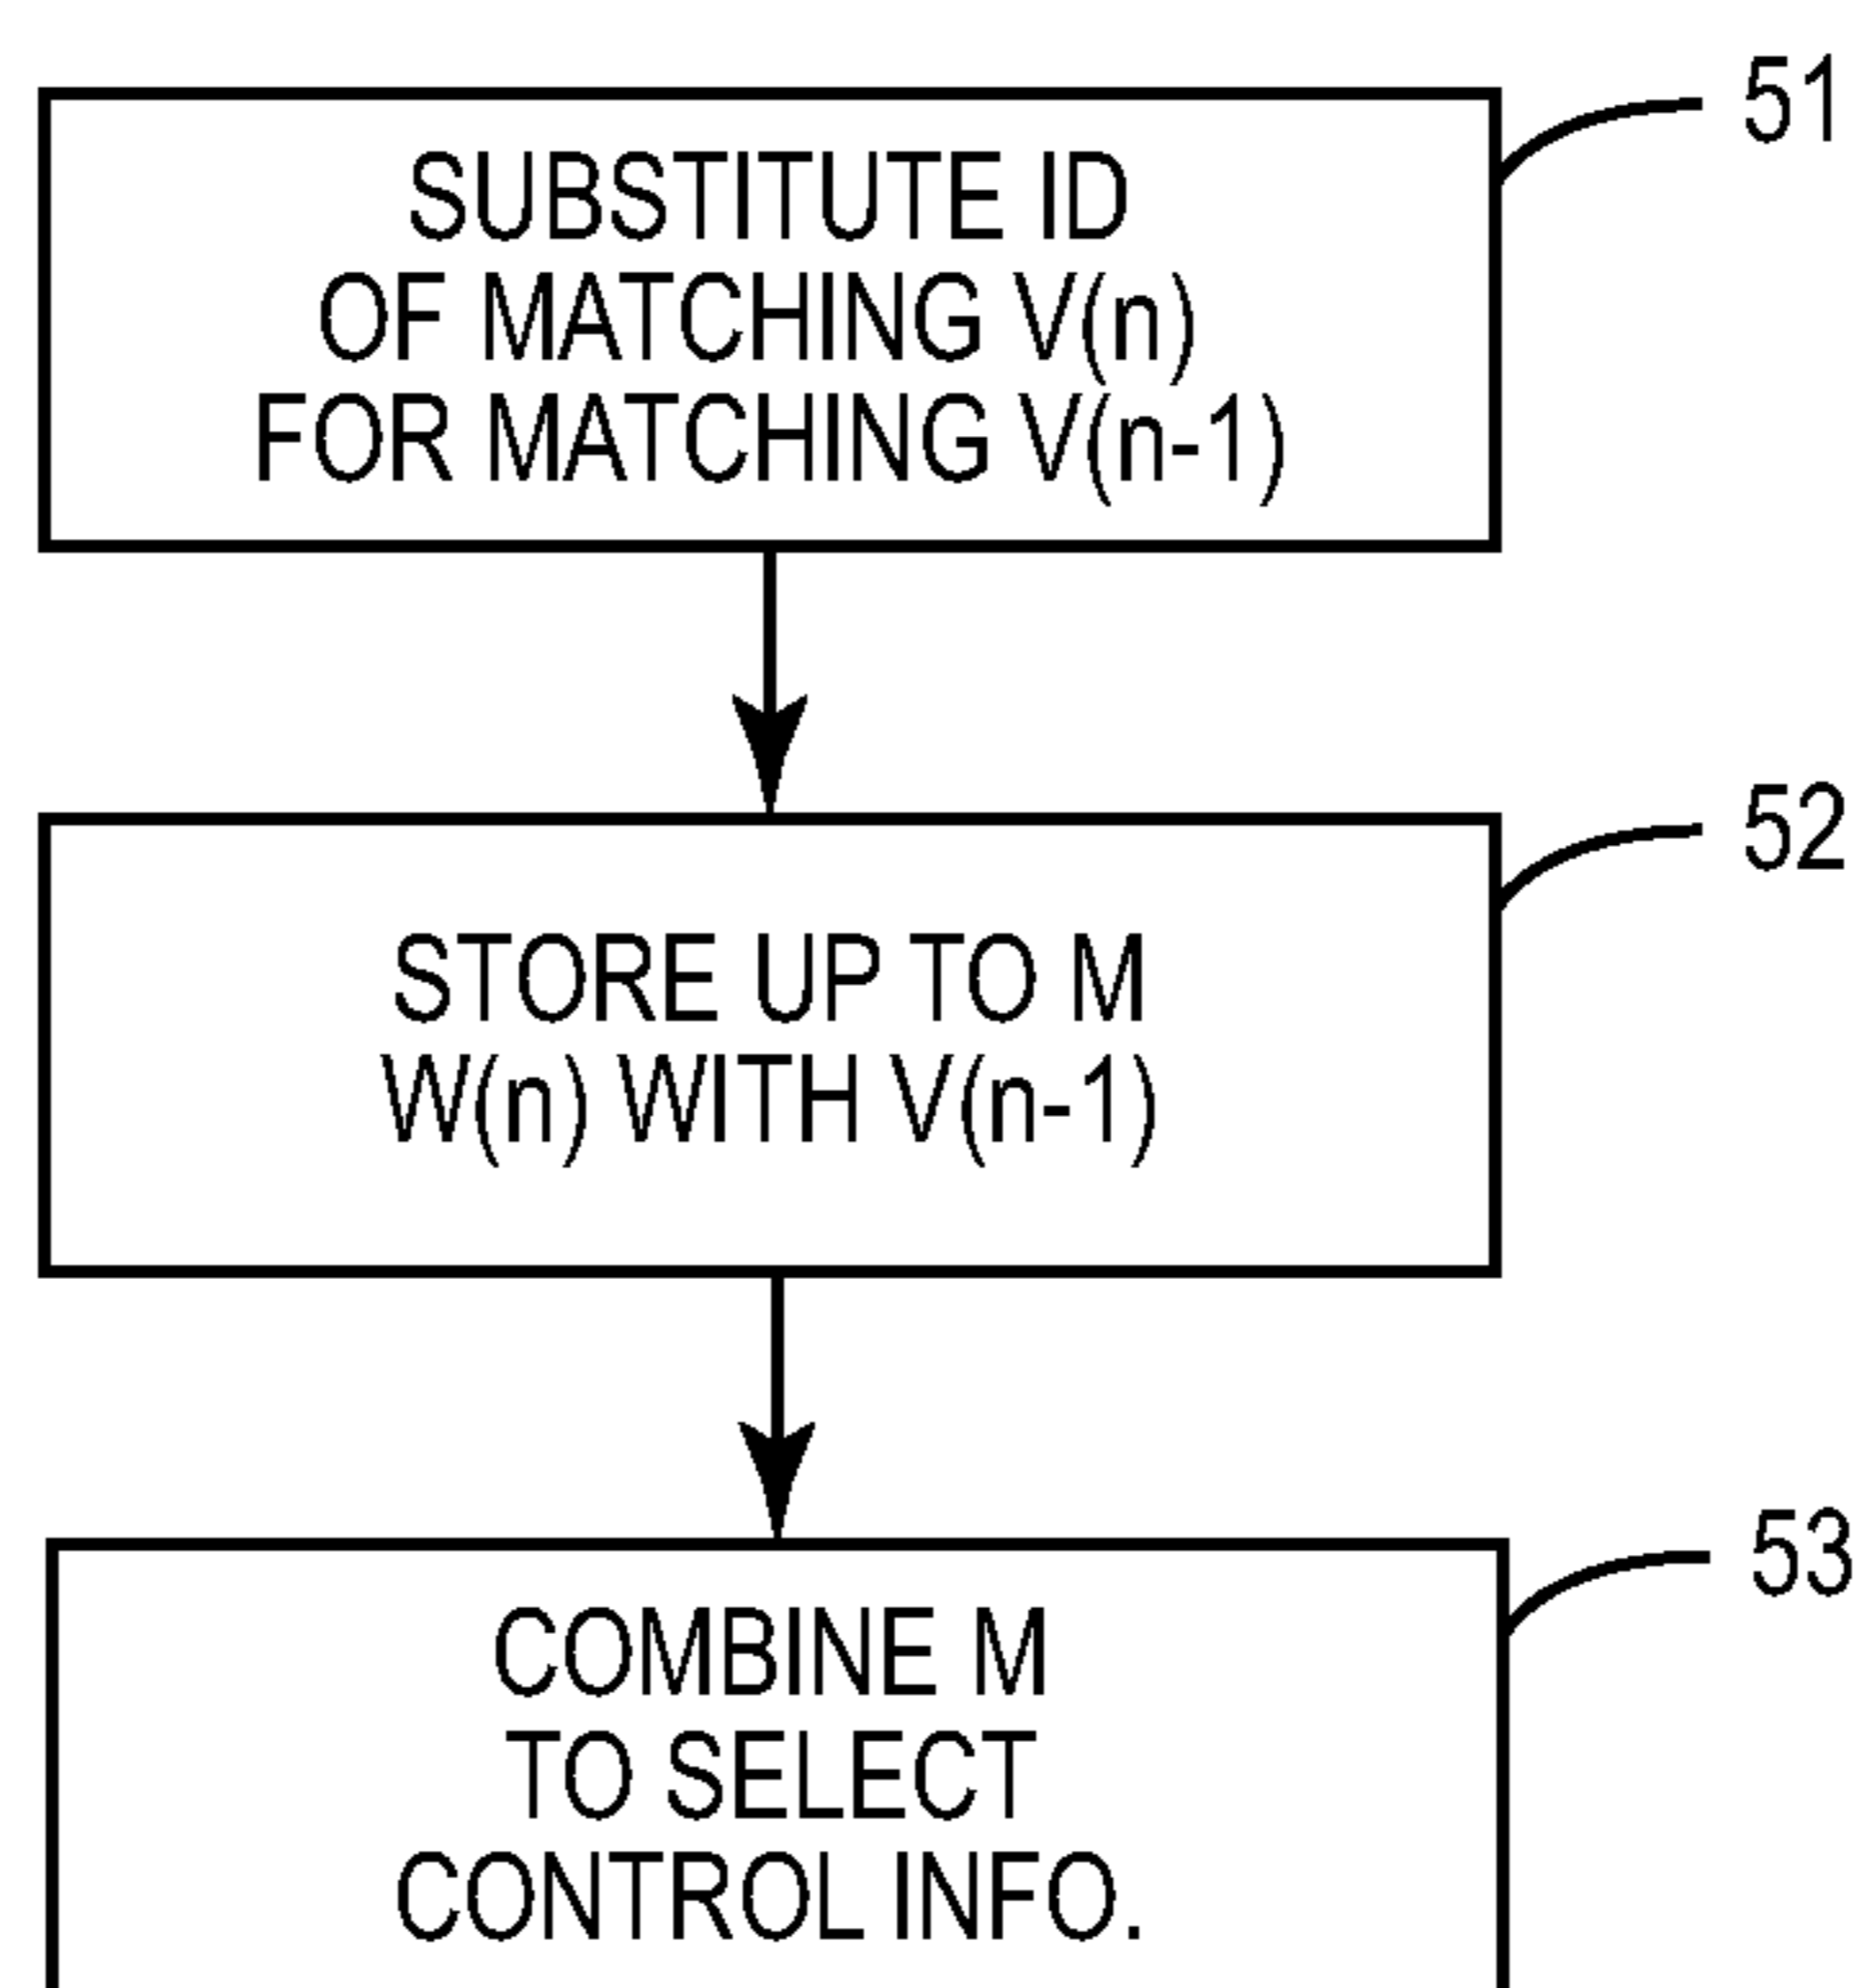 51
SUBSTITUTE ID
OF MATCHING V(n)
FOR MATCHING V(n-1)
52
STORE UP TO M
W(n) WITH V(n-1)
53
COMBINE M
TO SELECT
CONTROL INFO.